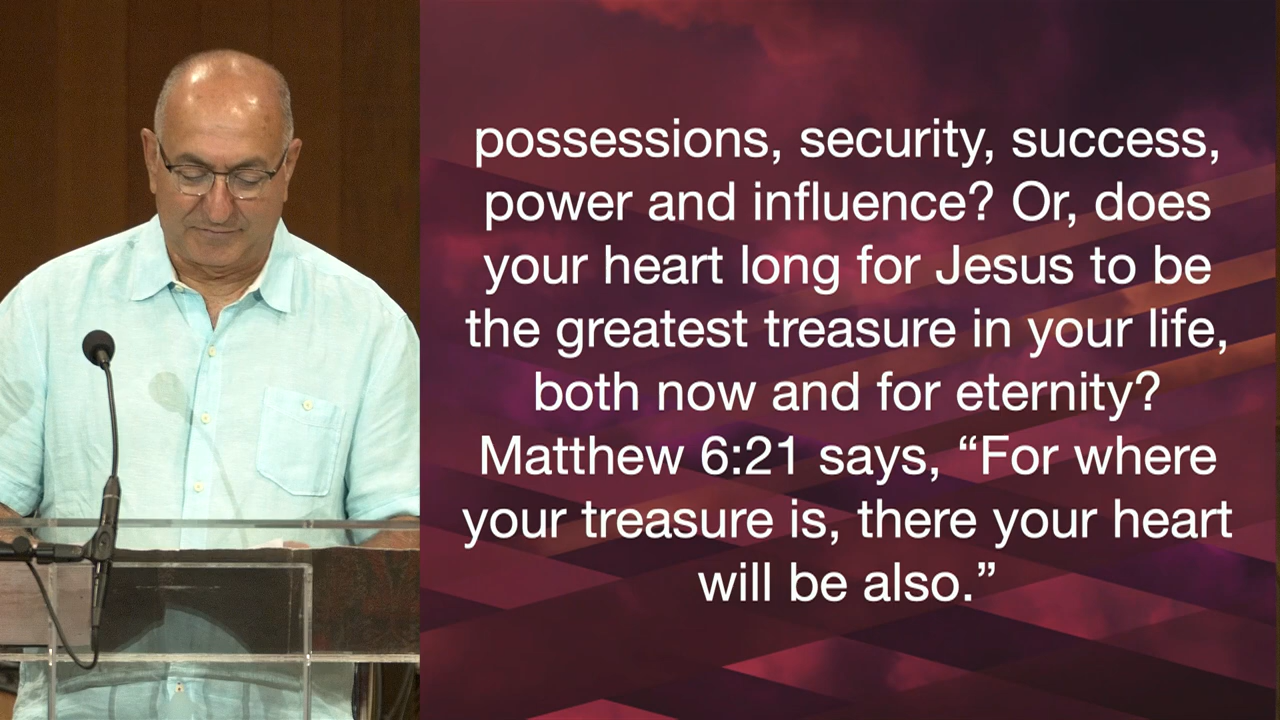 possessions, security, success,
power and influence? Or, does
your heart long for Jesus to be
the greatest treasure in your life,
both now and for eternity?
Matthew 6:21 says, “For where
your treasure is, there your heart
will be also.”